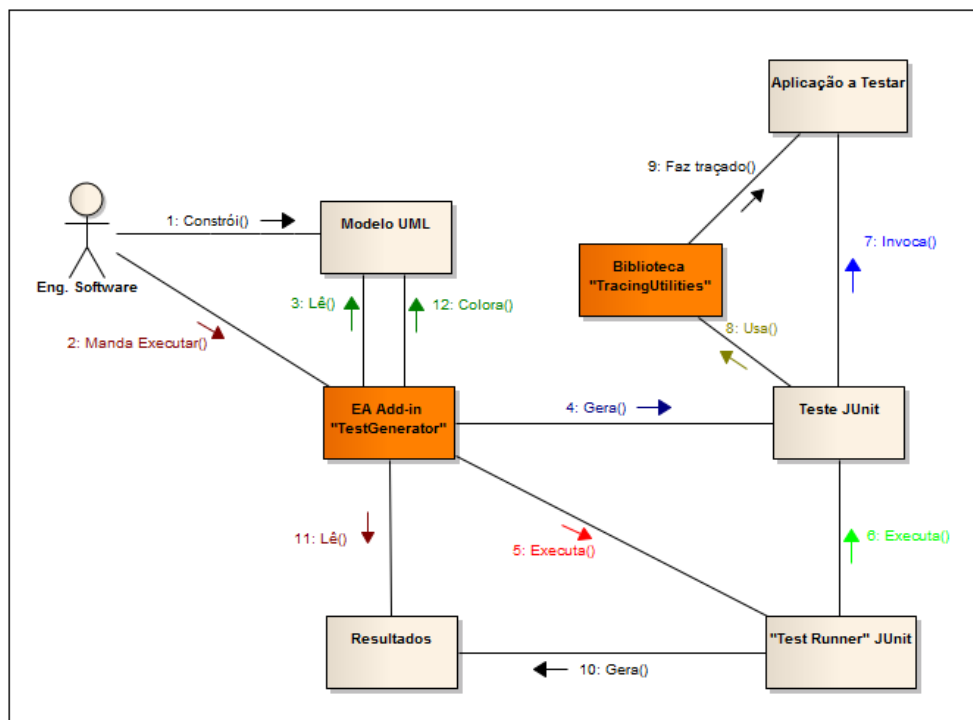 Aplicação a Testar
9: Faz traçado()
1: Constrói()
Modelo UML
Eng. Software
7: Invoca()
Biblioteca
"TracingUtilities"
3: Lê()
12: Colora()
2: Manda Executar()
8: Usa()
EA Add-in
"TestGenerator"
4: Gera()
Teste JUnit
11: Lê()
5: Executa()
6: Executa()
Resultados
"Test Runner" JUnit
10: Gera()